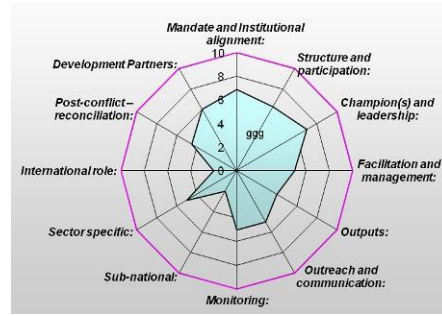 Mandate and Institutional
alignment:
Structure and
participation:
Champion(s) and
leadership:
Facilitation and
management:
Outputs:
Outreach and
communication:
Monitoring:
Sub-national:
Sector specific:
International role:
Post-conflict –
reconciliation:
Development Partners:
10
8
6
4
2
0
ggg